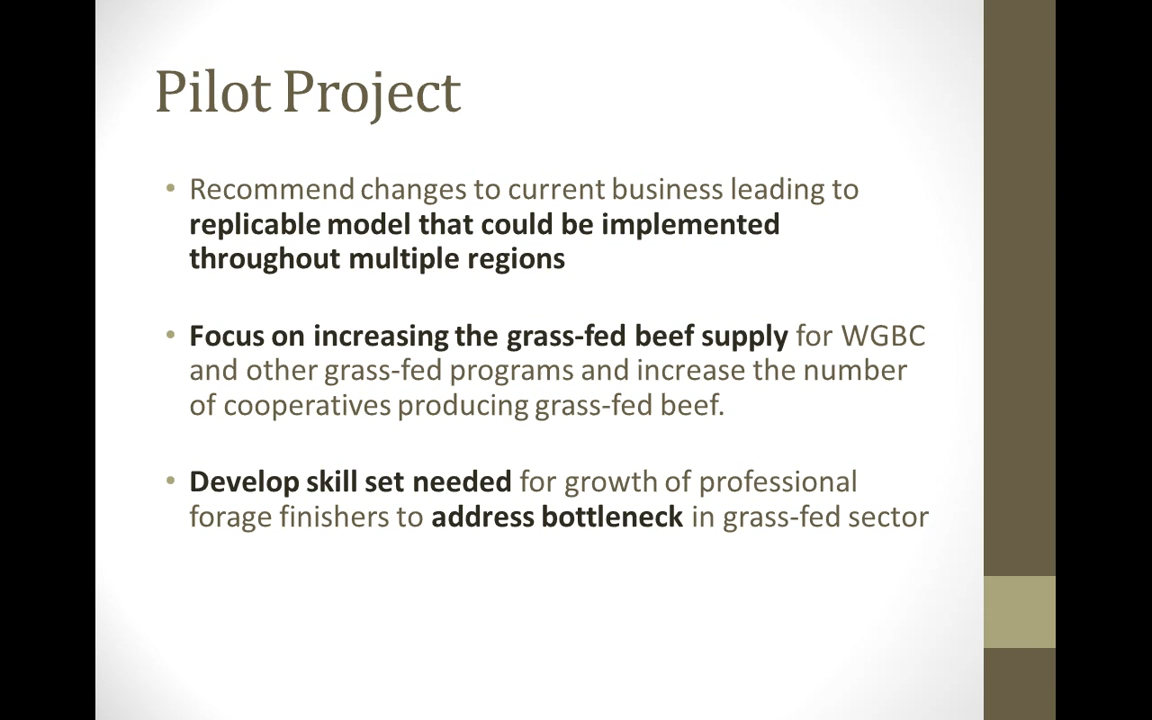 Pilot Project
• Recommend changes to current business leading to
replicable model that could be implemented
throughout multiple regions
• Focus on increasing the grass-fed beef supply for WGBC
and other grass-fed programs and increase the number
of cooperatives producing grass-fed beef.
• Develop skill set needed for growth of professional
forage finishers to address bottleneck in grass-fed sector